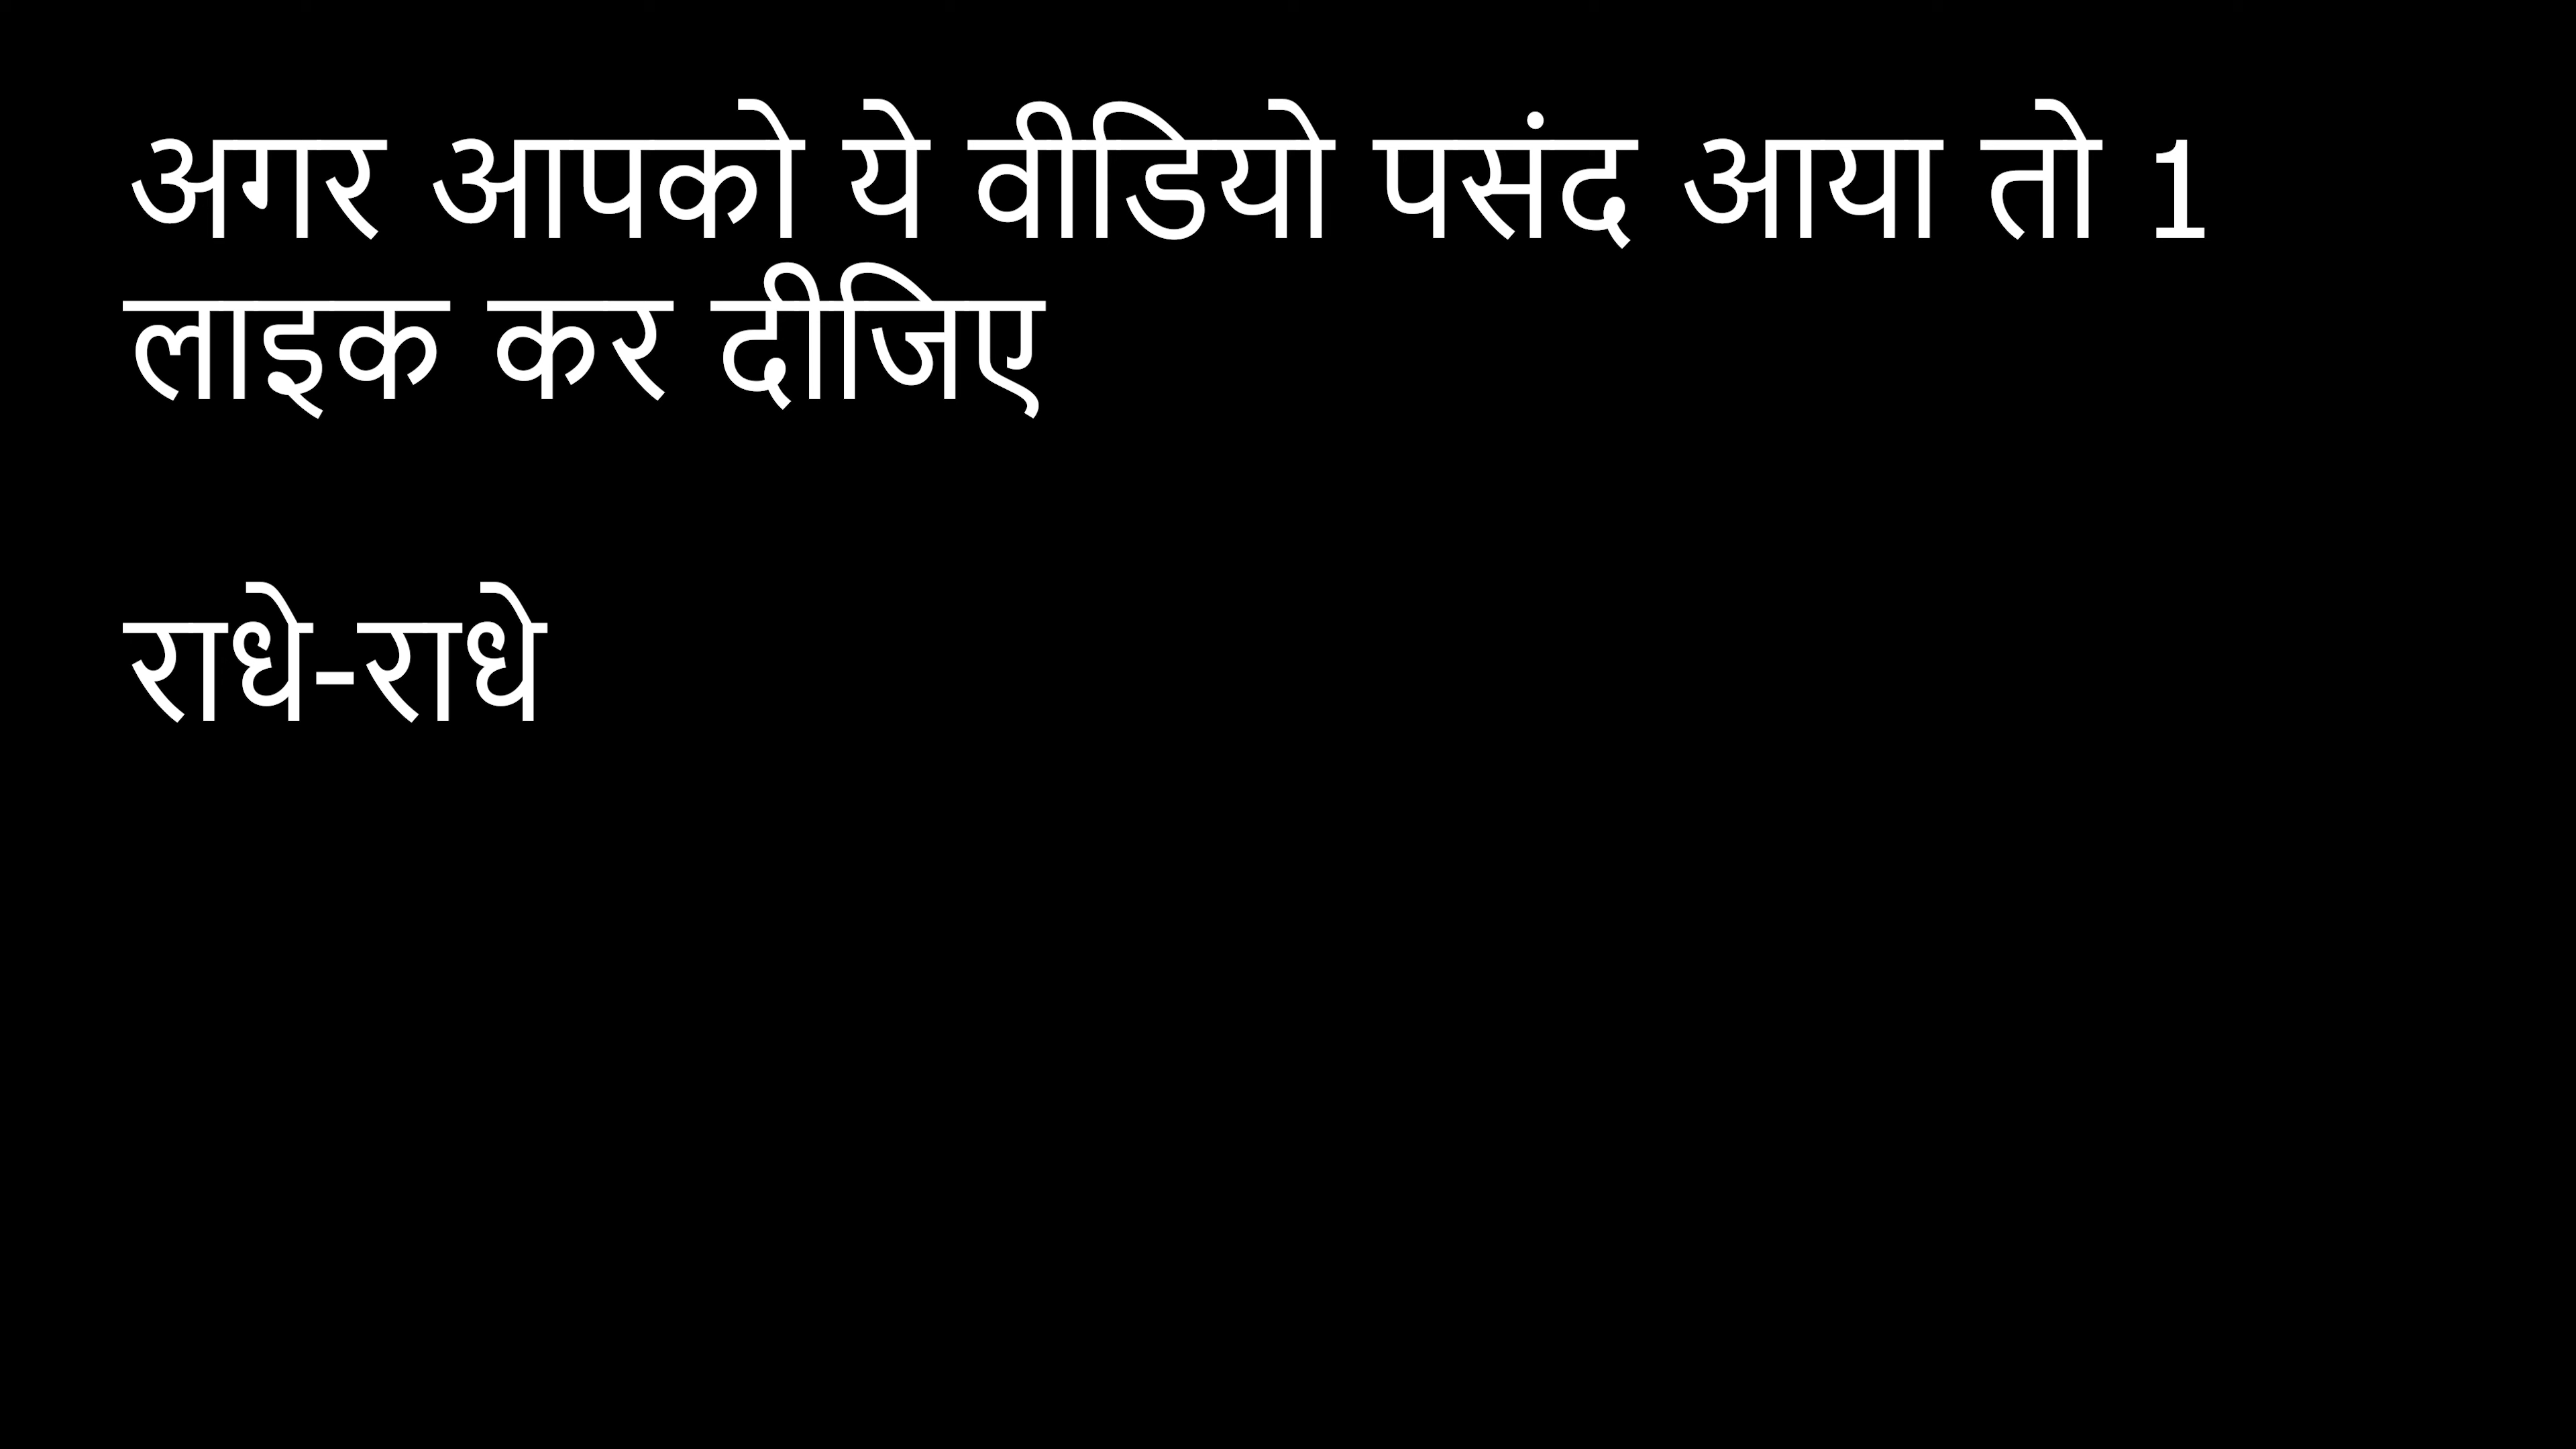 अगर आपको ये वीडियो पसंद आया तो 1
लाइक कर दीजिए
राधे-राधे